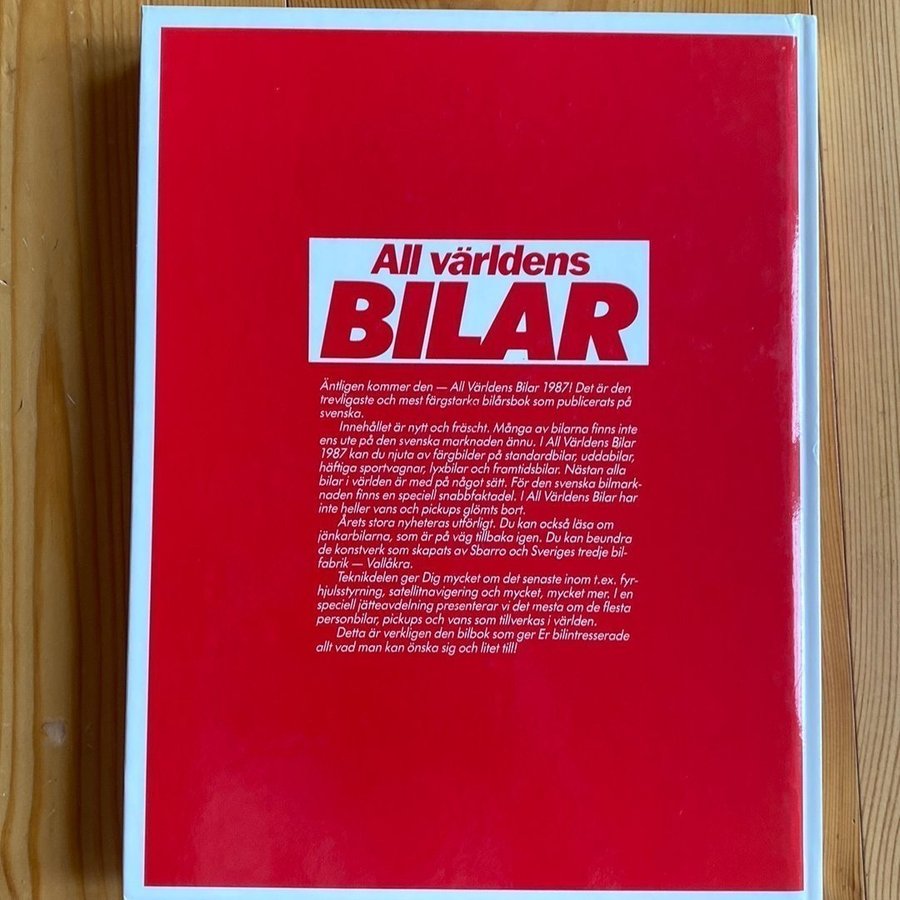 All världens
BILAR
Äntligen kommer den — All Världens Bilar 1987! Det är den
trevligaste och mest färgstarka bilårsbok som publicerats på
svenska.
Innehållet är nytt och fräscht. Många av bilarna finns inte
ens ute på den svenska marknaden ännu. I All Världens Bilar
1987 kan du njuta av färgbilder på standardbilar, uddabilar,
häftiga sportvagnar, lyxbilar och framtidsbilar. Nästan alla
bilar i världen är med på något sätt. För den svenska bilmark-
naden finns en speciell snabbfaktadel. I All Världens Bilar har
inte heller vans och pickups glömts bort.
Årets stora nyheteras utförligt. Du kan också läsa om
jänkarbilarna, som är på väg tillbaka igen. Du kan beundra
de konstverk som skapats av Sbarro och Sveriges tredje bil-
fabrik — Vallåkra.
Teknikdelen ger Dig mycket om det senaste inom t.ex. fyr-
hjulsstyrning, satellitnavigering och mycket, mycket mer. I en
speciell jätteavdelning presenterar vi det mesta om de flesta
personbilar, pickups och vans som tillverkas i världen.
Detta är verkligen den bilbok som ger Er bilintresserade
allt vad man kan önska sig och litet till!